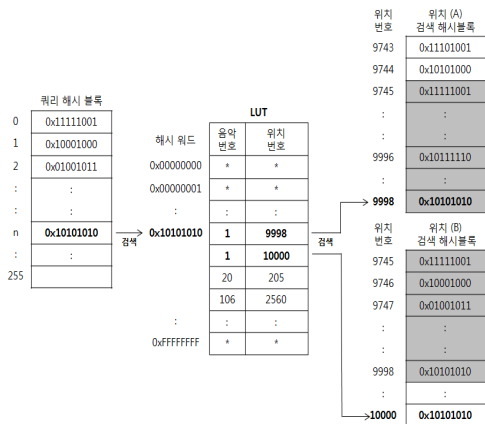 쿼리 해시 블록
0 0x11111001
1 0x10001000
2 0x01001011
: :
: :
n 0x10101010
: :
255
검색
LUT
해시 워드 음악 번호 위치 번호
0x00000000 * *
0x00000001 * *
: : :
0x10101010 1 9998
1 10000
20 205
106 2560
: : :
0xFFFFFFFF * *
검색
위치 번호 위치 (A) 검색 해시블록
9743 0x11101001
9744 0x10101000
9745 0x11111001
: :
9996 0x10111110
: :
9998 0x10101010
위치 번호 위치 (B) 검색 해시블록
9745 0x11111001
9746 0x10001000
9747 0x01001011
: :
: :
9998 0x10101010
: :
10000 0x10101010